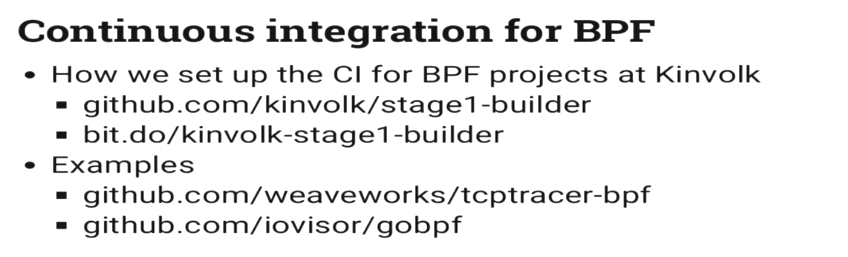 Continuous integration for BPF
• How we set up the CI for BPF projects at Kinvolk
▪ github.com/kinvolk/stage1-builder
▪ bit.do/kinvolk-stage1-builder
• Examples
▪ github.com/weaveworks/tcptracer-bpf
▪ github.com/iovisor/gobpf